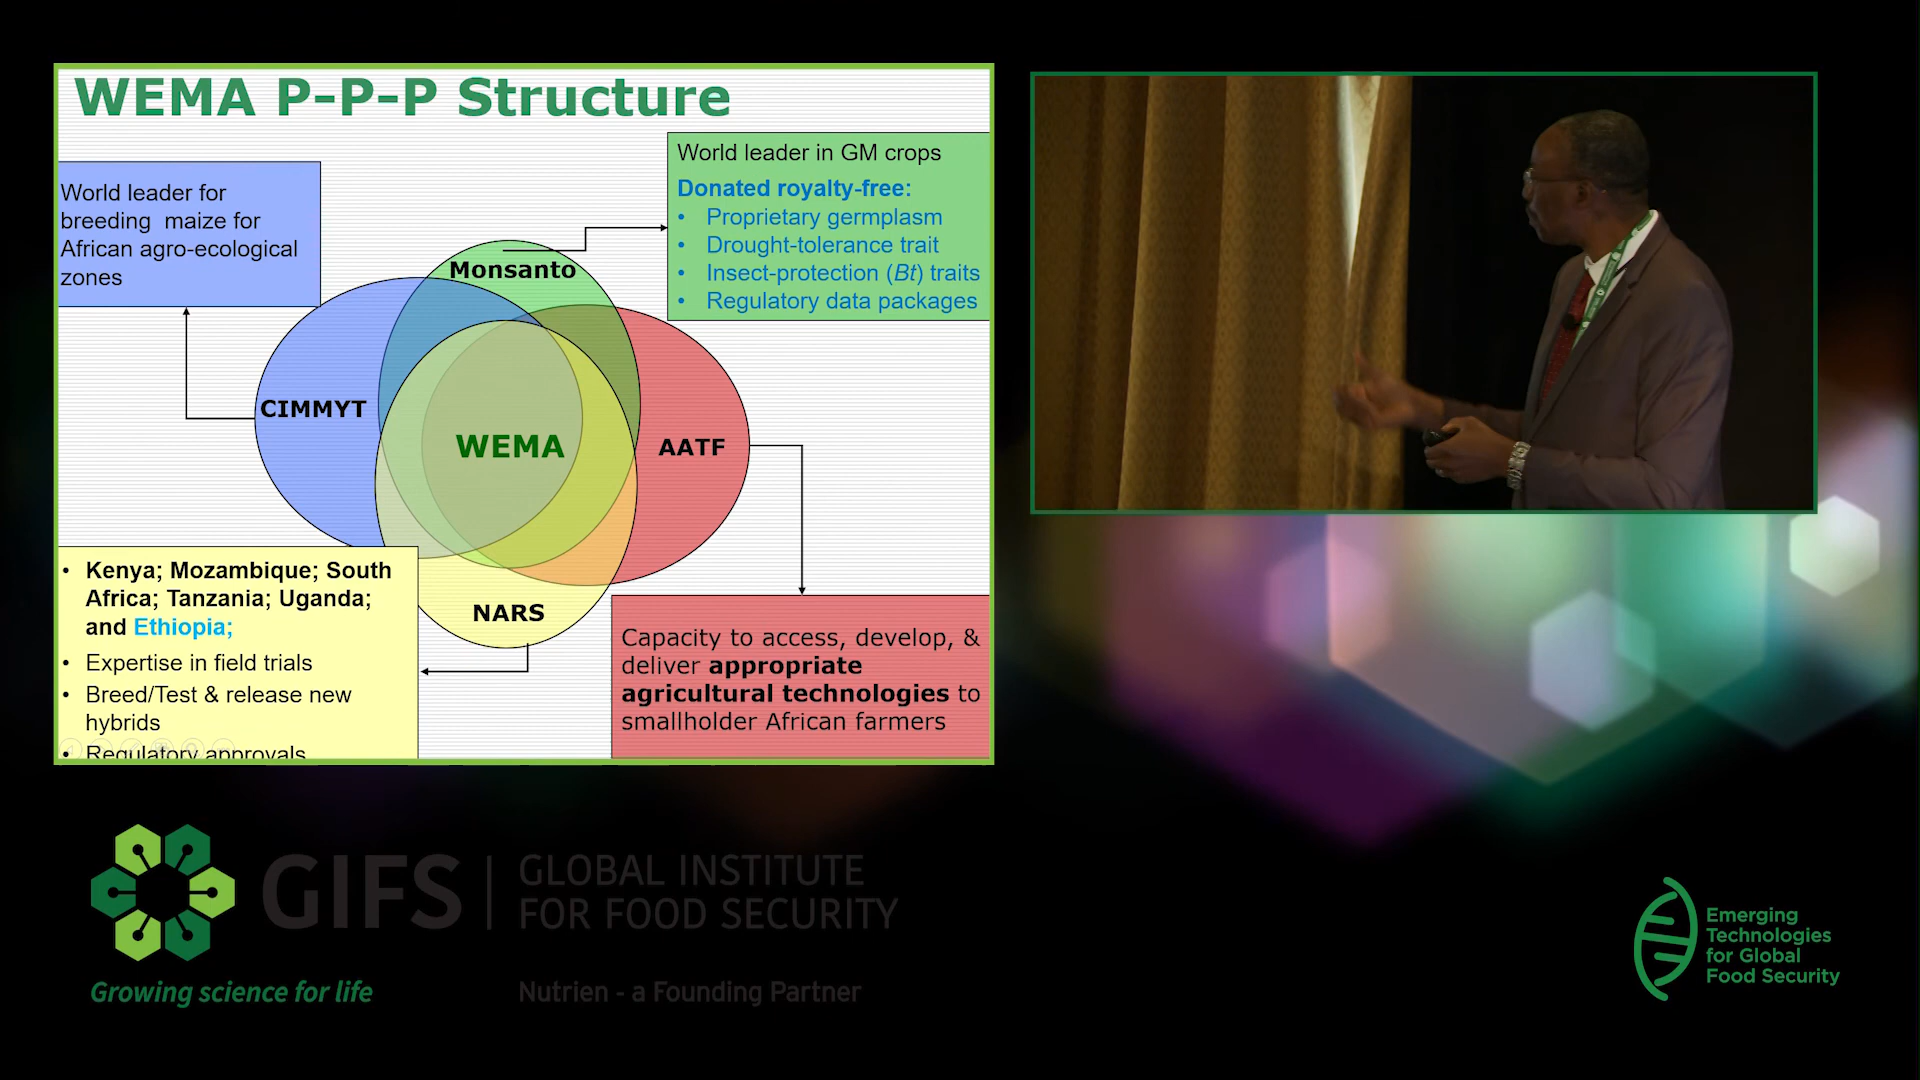 WEMA P-P-P Structure
World leader for
breeding maize for
African agro-ecological
zones
World leader in GM crops
Donated royalty-free:
• Proprietary germplasm
• Drought-tolerance trait
• Insect-protection (Bt) traits
• Regulatory data packages
Monsanto
CIMMYT
WEMA
AATF
NARS
• Kenya; Mozambique; South
Africa; Tanzania; Uganda;
and Ethiopia;
• Expertise in field trials
• Breed/Test & release new
hybrids
• Regulatory approvals
Capacity to access, develop, &
deliver appropriate
agricultural technologies to
smallholder African farmers
GIFS
GLOBAL INSTITUTE
FOR FOOD SECURITY
Growing science for life
Nutrien - a Founding Partner
Emerging
Technologies
for Global
Food Security